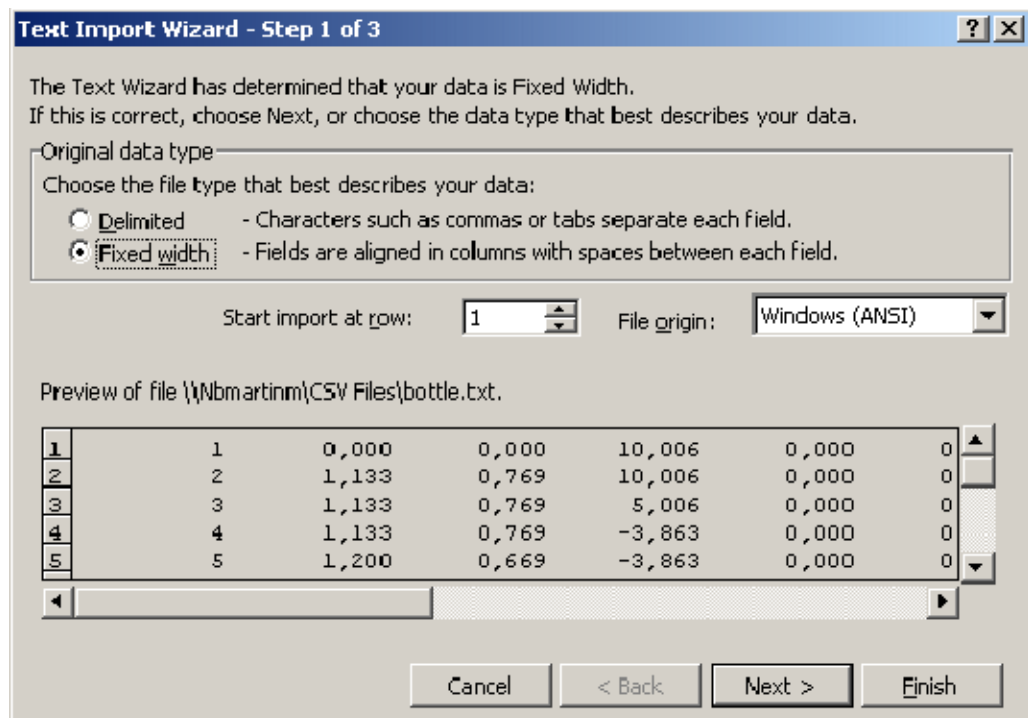 Text Import Wizard - Step 1 of 3
The Text Wizard has determined that your data is Fixed Width.
If this is correct, choose Next, or choose the data type that best describes your data.
Original data type
Choose the file type that best describes your data:
Delimited - Characters such as commas or tabs separate each field.
Fixed width - Fields are aligned in columns with spaces between each field.
Start import at row: 1 File origin: Windows (ANSI)
Preview of file \\Nbmartinm\CSV Files\bottle.txt.
1 1 0,000 0,000 10,006 0,000 0
2 2 1,133 0,769 10,006 0,000 0
3 3 1,133 0,769 5,006 0,000 0
4 4 1,133 0,769 -3,863 0,000 0
5 5 1,200 0,669 -3,863 0,000 0
Cancel < Back Next > Finish